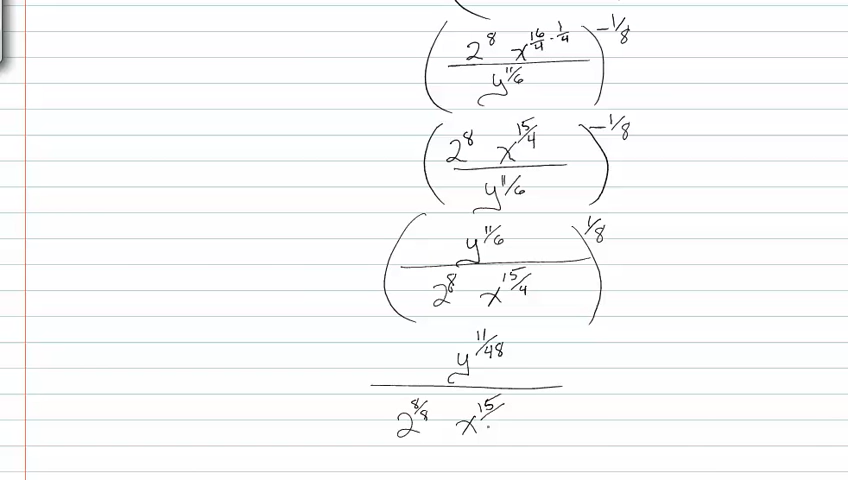 (2^8 x^{16/4 - 1/4} / y^{11/6})^{-1/8}
(2^8 x^{15/4} / y^{11/6})^{-1/8}
(y^{11/6} / 2^8 x^{15/4})^{1/8}
y^{11/48} / 2^{8/8} x^{15/